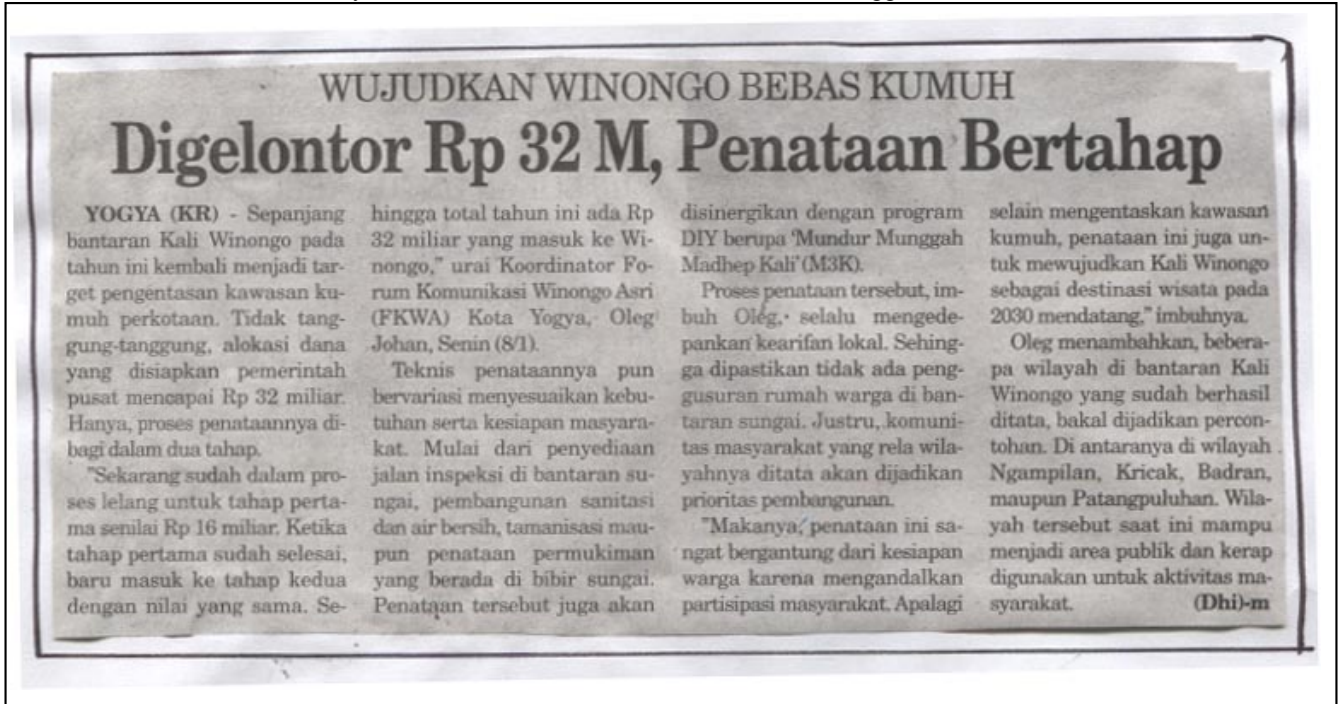 WUJUDKAN WINONGO BEBAS KUMUH
Digelontor Rp 32 M, Penataan Bertahap
YOGYA (KR) - Sepanjang
bantaran Kali Winongo pada
tahun ini kembali menjadi tar-
get pengentasan kawasan ku-
muh perkotaan. Tidak tang-
gung-tanggung, alokasi dana
yang disiapkan pemerintah
pusat mencapai Rp 32 miliar.
Hanya, proses penataannya di-
bagi dalam dua tahap.
"Sekarang sudah dalam pro-
ses lelang untuk tahap perta-
ma senilai Rp 16 miliar. Ketika
tahap pertama sudah selesai,
baru masuk ke tahap kedua
dengan nilai yang sama. Se-
hingga total tahun ini ada Rp
32 miliar yang masuk ke Wi-
nongo," urai Koordinator Fo-
rum Komunikasi Winongo Asri
(FKWA) Kota Yogya, Oleg
Johan, Senin (8/1).
Teknis penataannya pun
bervariasi menyesuaikan kebu-
tuhan serta kesiapan masyara-
kat. Mulai dari penyediaan
jalan inspeksi di bantaran su-
ngai, pembangunan sanitasi
dan air bersih, tamanisasi mau-
pun penataan permukiman
yang berada di bibir sungai.
Penataan tersebut juga akan
disinergikan dengan program
DIY berupa 'Mundur Munggah
Madhep Kali' (M3K).
Proses penataan tersebut, im-
buh Oleg, selalu mengede-
pankan kearifan lokal. Sehing-
ga dipastikan tidak ada peng-
gusuran rumah warga di ban-
taran sungai. Justru, komuni-
tas masyarakat yang rela wila-
yahnya ditata akan dijadikan
prioritas pembangunan.
"Makanya, penataan ini sa-
ngat bergantung dari kesiapan
warga karena mengandalkan
partisipasi masyarakat. Apalagi
selain mengentaskan kawasan
kumuh, penataan ini juga un-
tuk mewujudkan Kali Winongo
sebagai destinasi wisata pada
2030 mendatang," imbuhnya.
Oleg menambahkan, bebera-
pa wilayah di bantaran Kali
Winongo yang sudah berhasil
ditata, bakal dijadikan percon-
tohan. Di antaranya di wilayah
Ngampilan, Kricak, Badran,
maupun Patangpuluhan. Wila-
yah tersebut saat ini mampu
menjadi area publik dan kerap
digunakan untuk aktivitas ma-
syarakat. (Dhi)-m